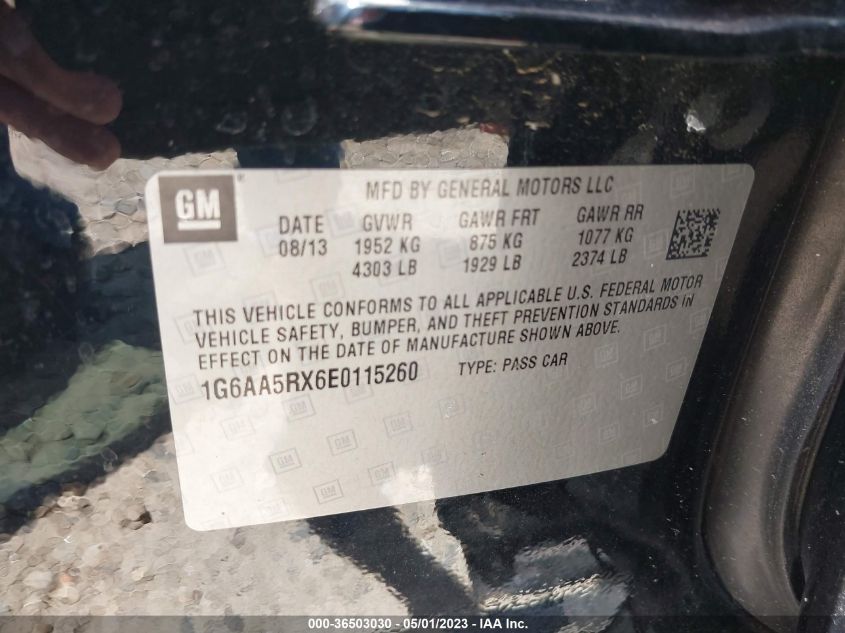 GM ®
MFD BY GENERAL MOTORS LLC
DATE GVWR GAWR FRT GAWR RR
08/13 1952 KG 875 KG 1077 KG
4303 LB 1929 LB 2374 LB
THIS VEHICLE CONFORMS TO ALL APPLICABLE U.S. FEDERAL MOTOR
VEHICLE SAFETY, BUMPER, AND THEFT PREVENTION STANDARDS IN
EFFECT ON THE DATE OF MANUFACTURE SHOWN ABOVE.
1G6AA5RX6E0115260 TYPE: PASS CAR
000-36503030 - 05/01/2023 - IAA Inc.